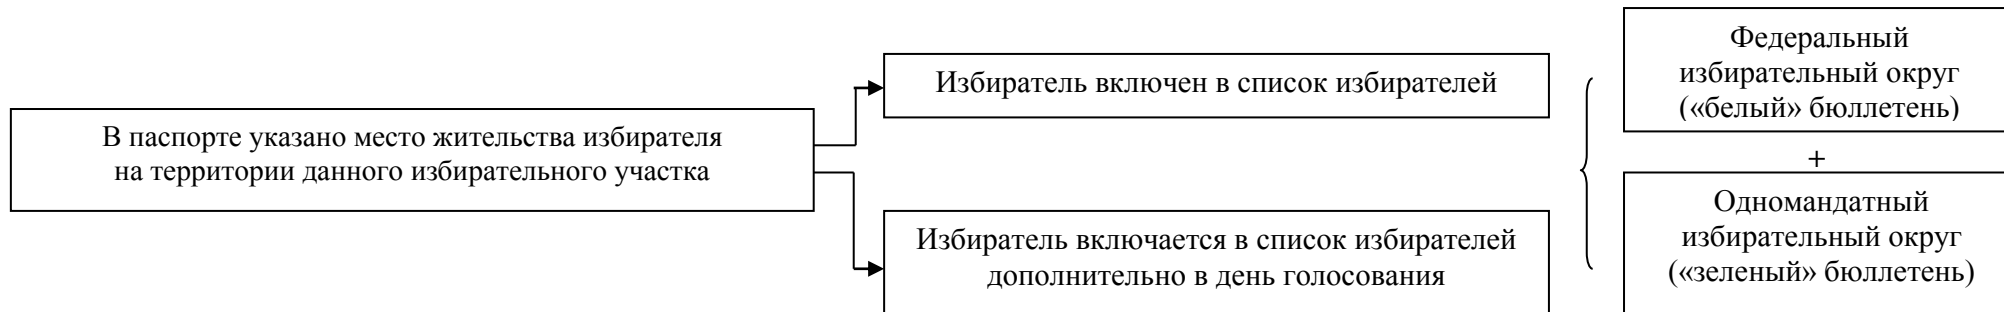 В паспорте указано место жительства избирателя
на территории данного избирательного участка
Избиратель включен в список избирателей
Избиратель включается в список избирателей
дополнительно в день голосования
Федеральный
избирательный округ
(«белый» бюллетень)
+
Одномандатный
избирательный округ
(«зеленый» бюллетень)